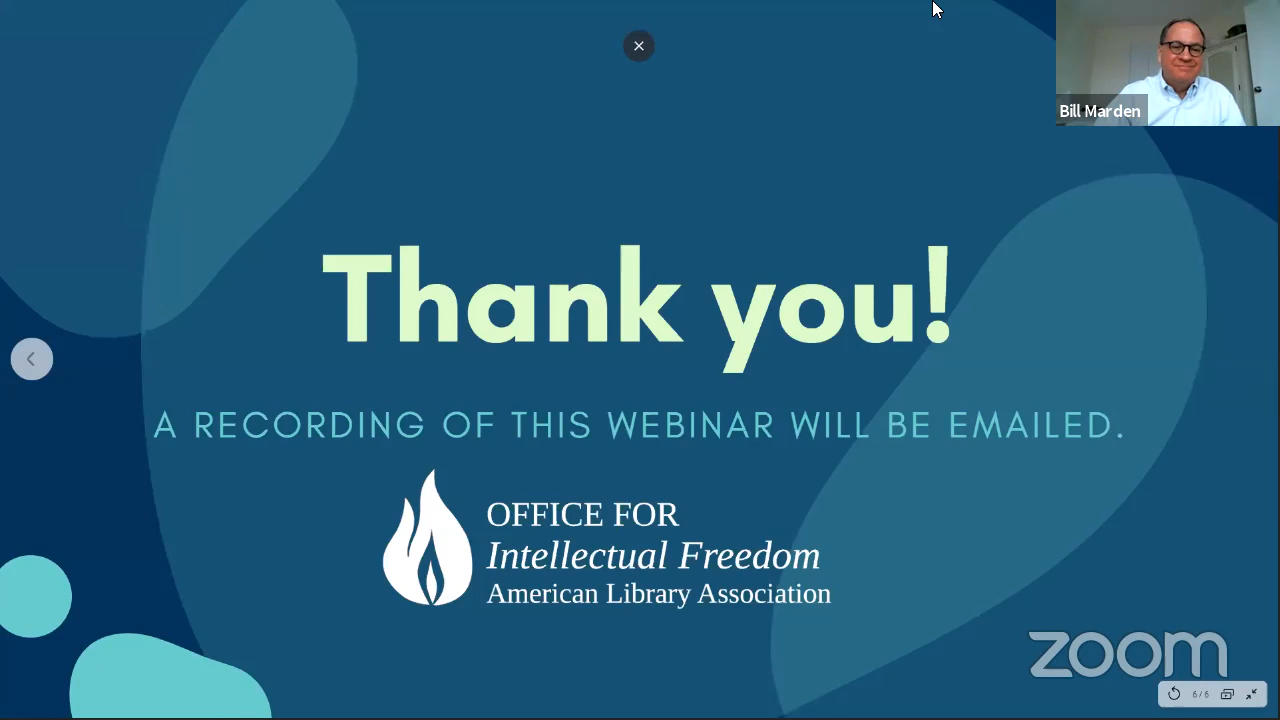 Bill Marden
Thank you!
A RECORDING OF THIS WEBINAR WILL BE EMAILED.
OFFICE FOR
Intellectual Freedom
American Library Association
zoom
6/6